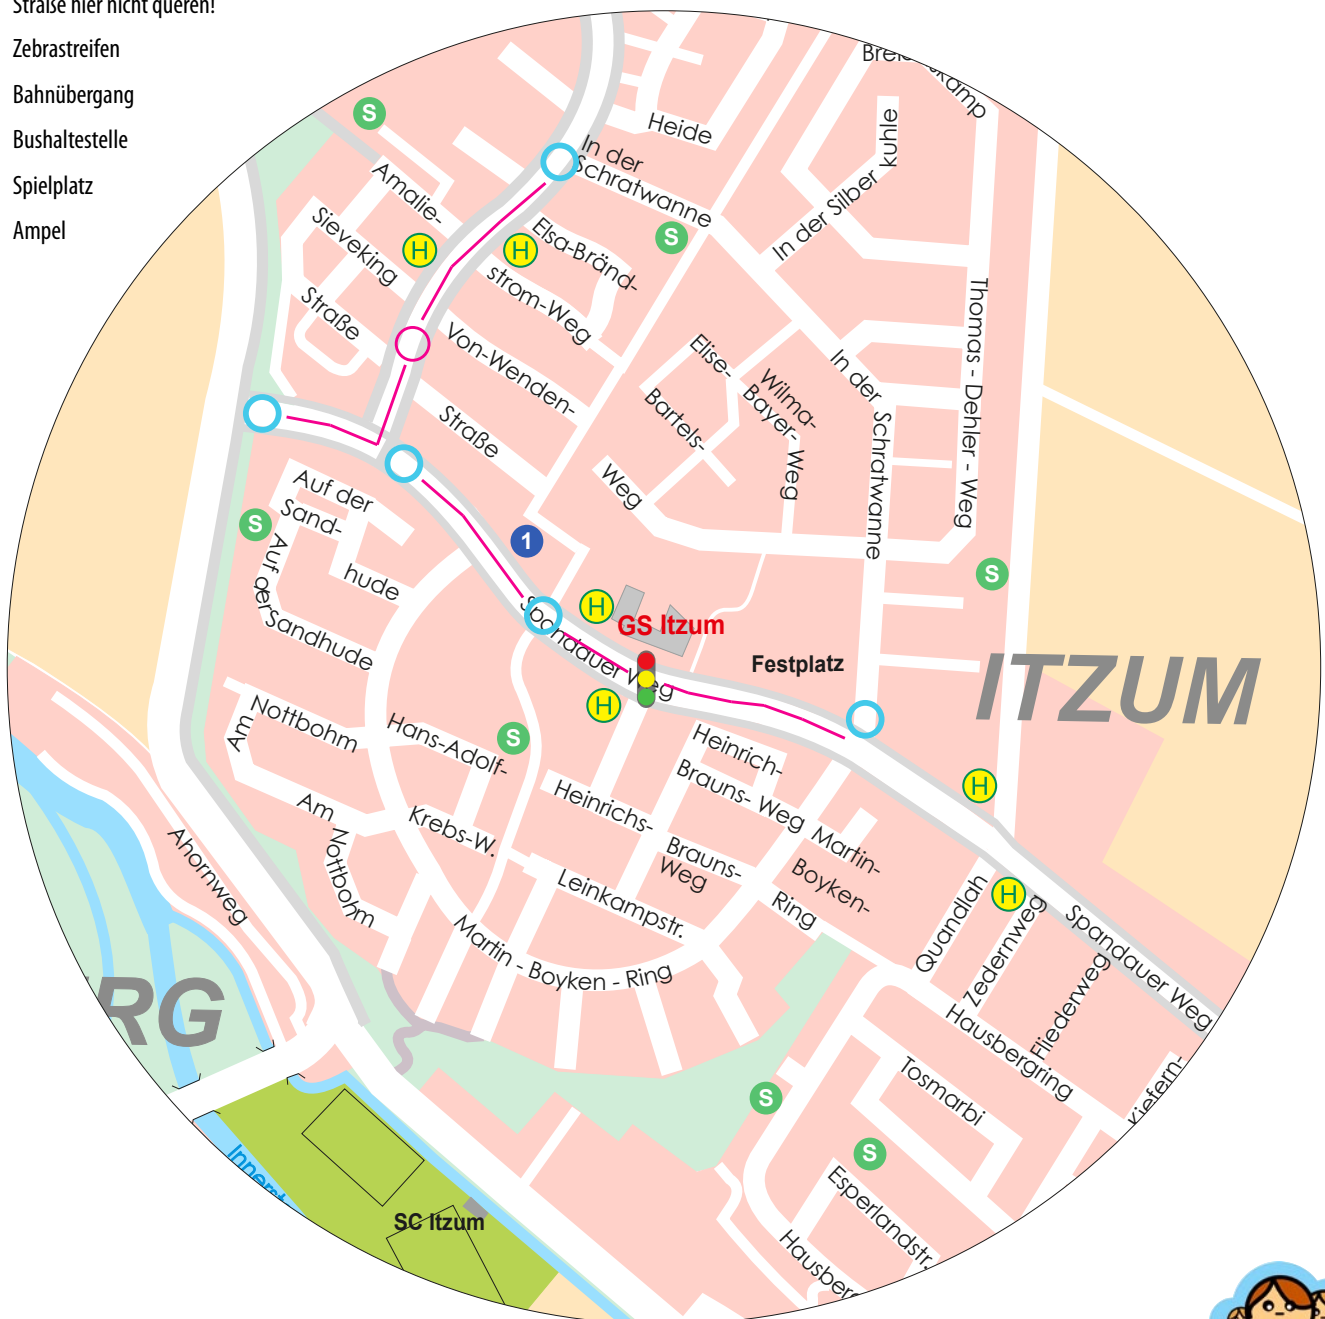 Straße hier nicht queren!
Zebrastreifen
Bahnübergang
Bushaltestelle
Spielplatz
Ampel
Heide
In der
Schratwanne
In der Silber kuhle
Thomas - Dehler - Weg
S
Amalie-
Sieveking
Straße
H
H
Elsa-Bränd-
strom-Weg
S
Von-Wenden-
Straße
Elise-
Bartels-
Weg
Wilma-
Bayer-
Weg
In der Schratwanne
Auf der
Sand-
hude
S
Auf der
Sandhude
1
H
GS Itzum
Spandauer Weg
H
Festplatz
S
ITZUM
Am
Nottbohm
Hans-Adolf-
Krebs-W.
S
Am
Nottbohm
Heinrich-
Brauns- Weg
Heinrichs-
Brauns-
Weg
Martin-
Boyken-
Ring
H
H
Leinkampstr.
Martin - Boyken - Ring
Quandlah
Zedernweg
Fliederweg
Spandauer Weg
Hausbergring
Kiefern-
Ahornweg
RG
Tosmarbi
S
S
Esperlandstr.
SC Itzum